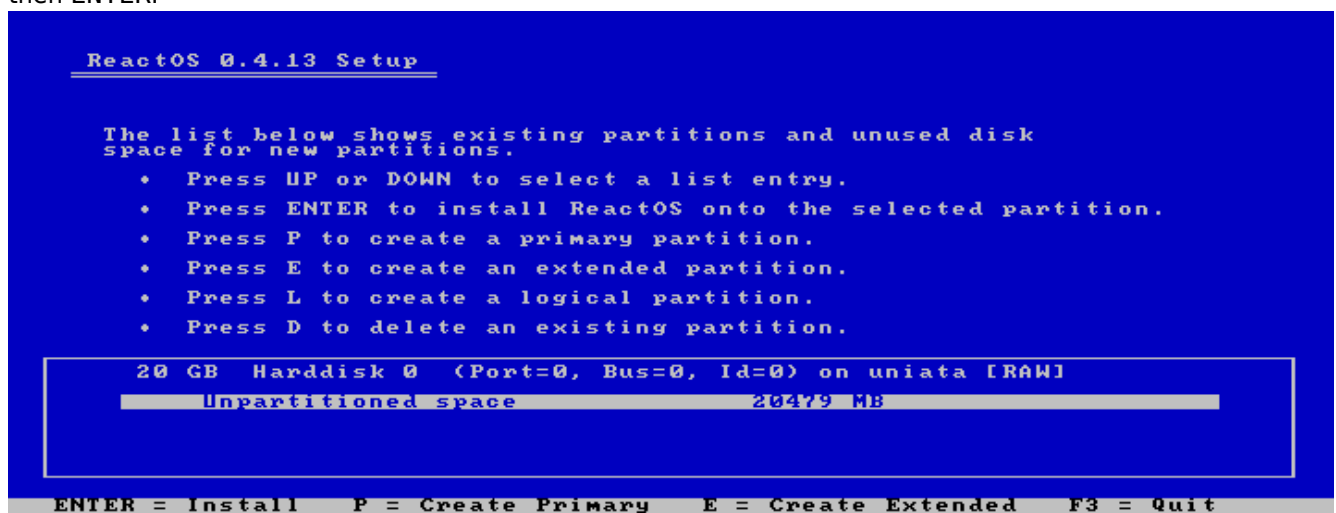 then ENTER.
ReactOS 0.4.13 Setup
The list below shows existing partitions and unused disk
space for new partitions.
• Press UP or DOWN to select a list entry.
• Press ENTER to install ReactOS onto the selected partition.
• Press P to create a primary partition.
• Press E to create an extended partition.
• Press L to create a logical partition.
• Press D to delete an existing partition.
20 GB Harddisk 0 (Port=0, Bus=0, Id=0) on uniata [RAW]
Unpartitioned space 20479 MB
ENTER = Install P = Create Primary E = Create Extended F3 = Quit